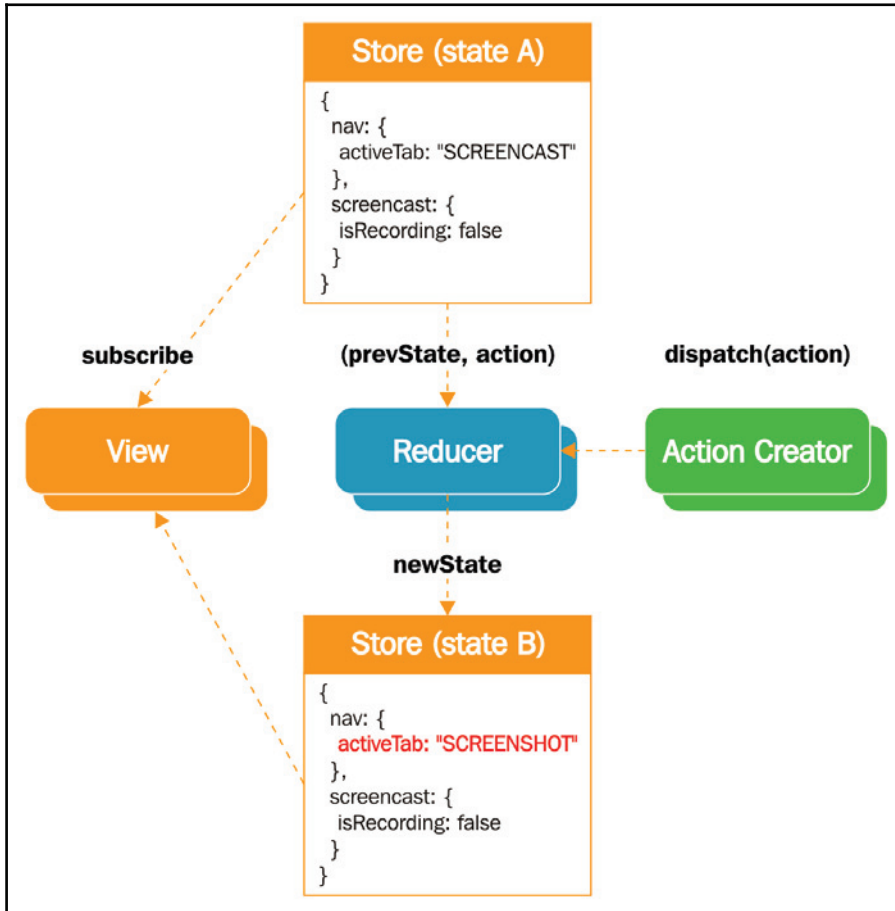 Store (state A)
{
nav: {
activeTab: "SCREENCAST"
},
screencast: {
isRecording: false
}
}
subscribe
(prevState, action)
dispatch(action)
View
Reducer
Action Creator
newState
Store (state B)
{
nav: {
activeTab: "SCREENSHOT"
},
screencast: {
isRecording: false
}
}